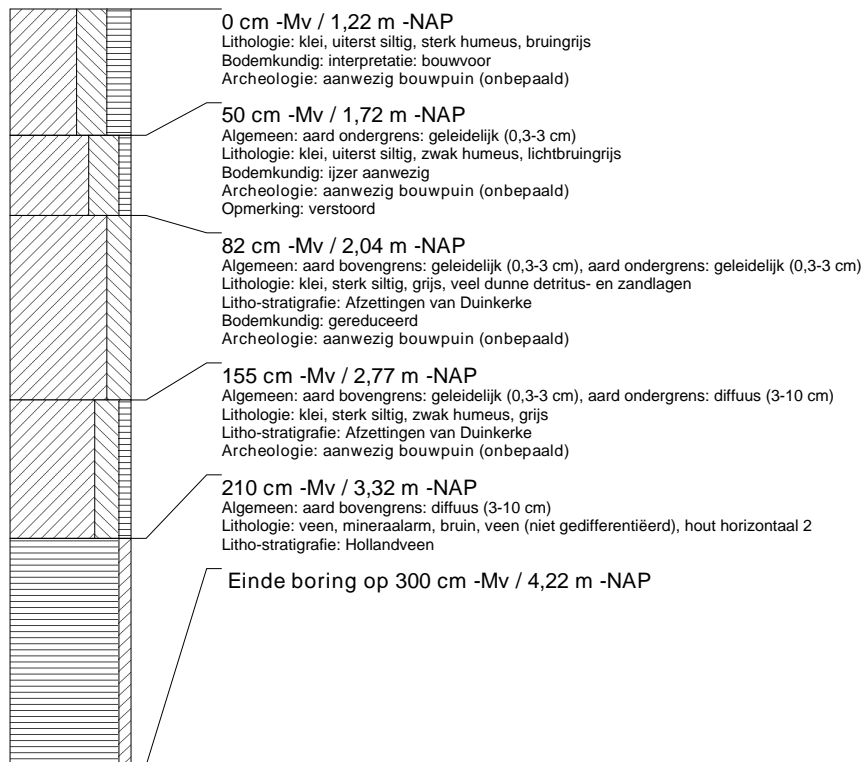 0 cm -Mv / 1,22 m -NAP
Lithologie: klei, uiterst siltig, sterk humeus, bruingrijs
Bodemkundig: interpretatie: bouwvoor
Archeologie: aanwezig bouwpuin (onbepaald)
50 cm -Mv / 1,72 m -NAP
Algemeen: aard ondergrens: geleidelijk (0,3-3 cm)
Lithologie: klei, uiterst siltig, zwak humeus, lichtbruingrijs
Bodemkundig: ijzer aanwezig
Archeologie: aanwezig bouwpuin (onbepaald)
Opmerking: verstoord
82 cm -Mv / 2,04 m -NAP
Algemeen: aard bovengrens: geleidelijk (0,3-3 cm), aard ondergrens: geleidelijk (0,3-3 cm)
Lithologie: klei, sterk siltig, grijs, veel dunne detritus- en zandlagen
Litho-stratigrafie: Afzettingen van Duinkerke
Bodemkundig: gereduceerd
Archeologie: aanwezig bouwpuin (onbepaald)
155 cm -Mv / 2,77 m -NAP
Algemeen: aard bovengrens: geleidelijk (0,3-3 cm), aard ondergrens: diffuus (3-10 cm)
Lithologie: klei, sterk siltig, zwak humeus, grijs
Litho-stratigrafie: Afzettingen van Duinkerke
Archeologie: aanwezig bouwpuin (onbepaald)
210 cm -Mv / 3,32 m -NAP
Algemeen: aard bovengrens: diffuus (3-10 cm)
Lithologie: veen, mineraalarm, bruin, veen (niet gedifferentiëerd), hout horizontaal 2
Litho-stratigrafie: Hollandveen
Einde boring op 300 cm -Mv / 4,22 m -NAP